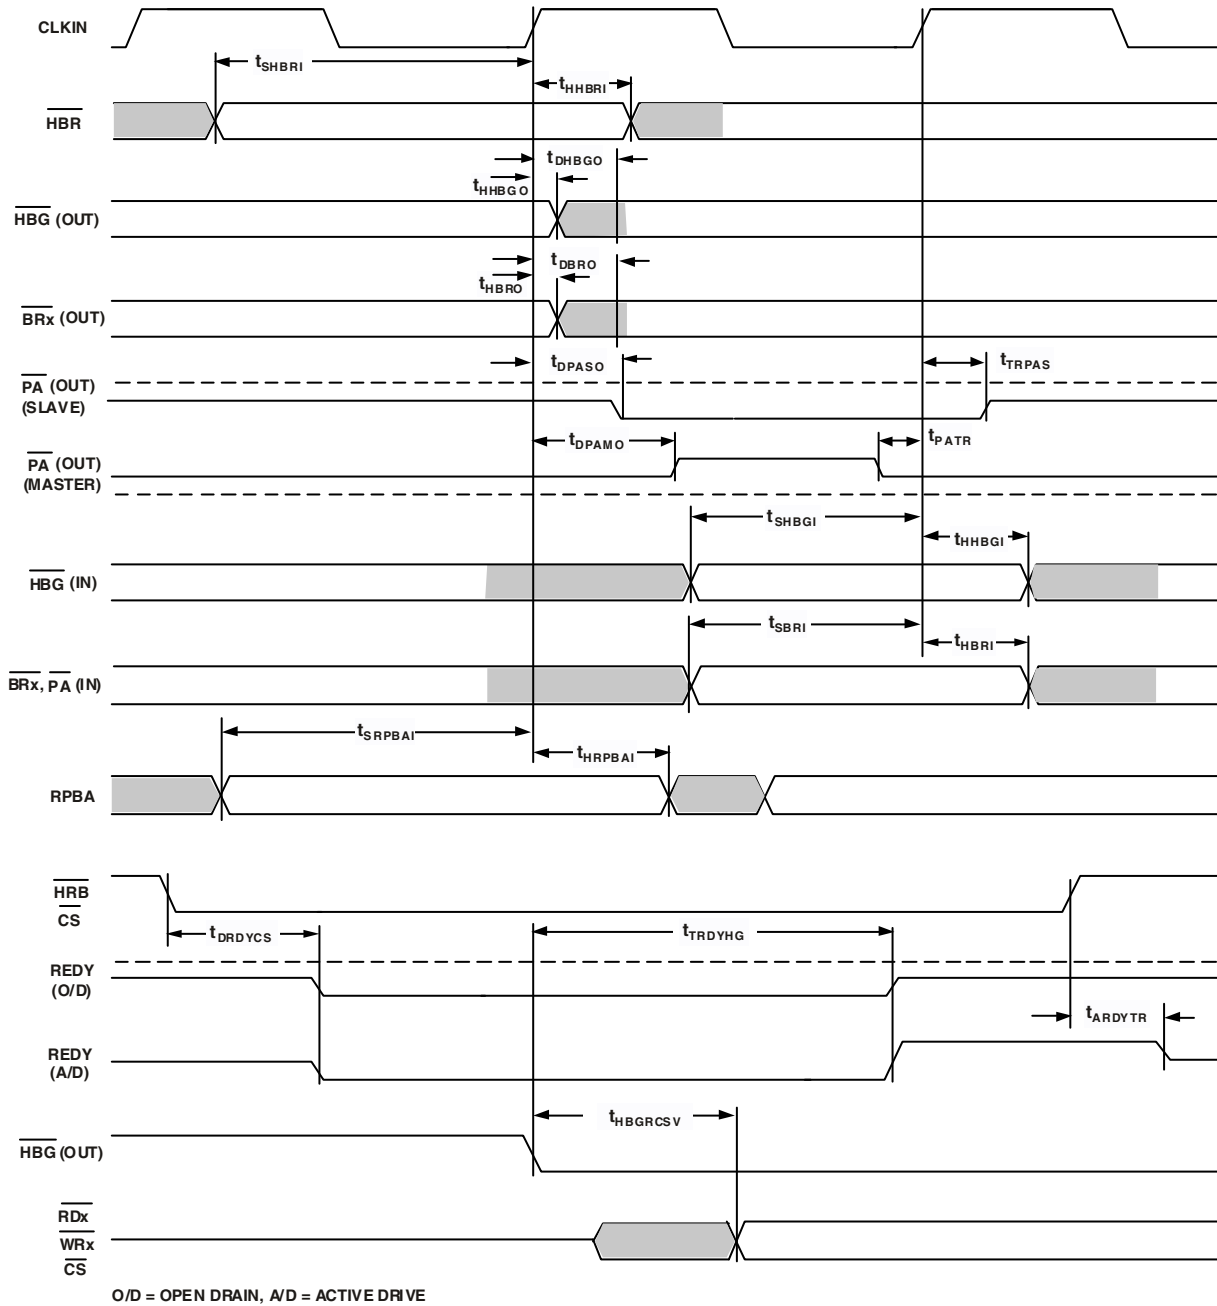 CLKIN
tSHBRI
tHHBRI
HBR
tDHBGO
tHHBGO
HBG (OUT)
tDBRO
tHBRO
BRx (OUT)
tDPASO
tTRPAS
PA (OUT)
(SLAVE)
tDPAMO
tPATR
PA (OUT)
(MASTER)
tSHBGI
tHHBGI
HBG (IN)
tSBRI
tHBRI
BRx, PA (IN)
tSRPBAI
tHRPBAI
RPBA
HRB
CS
tDRDYCS
tTRDYHG
REDY
(O/D)
tARDYTR
REDY
(A/D)
tHBGRCSV
HBG (OUT)
RDx
WRx
CS
O/D = OPEN DRAIN, A/D = ACTIVE DRIVE